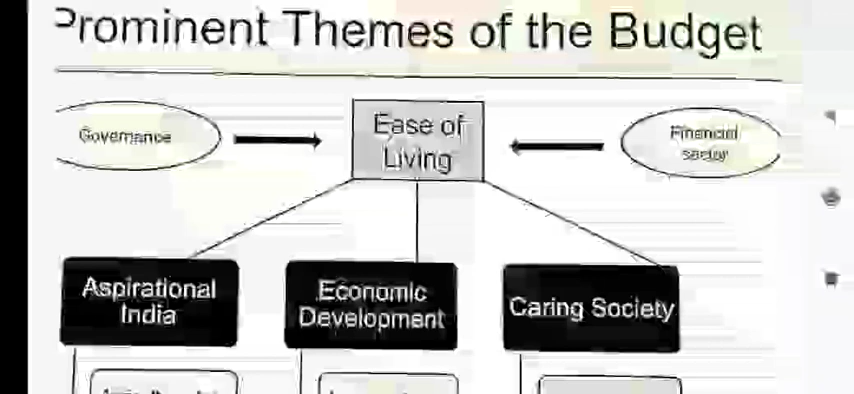 Prominent Themes of the Budget
Governance
Ease of
Living
Financial
sector
Aspirational
India
Economic
Development
Caring Society